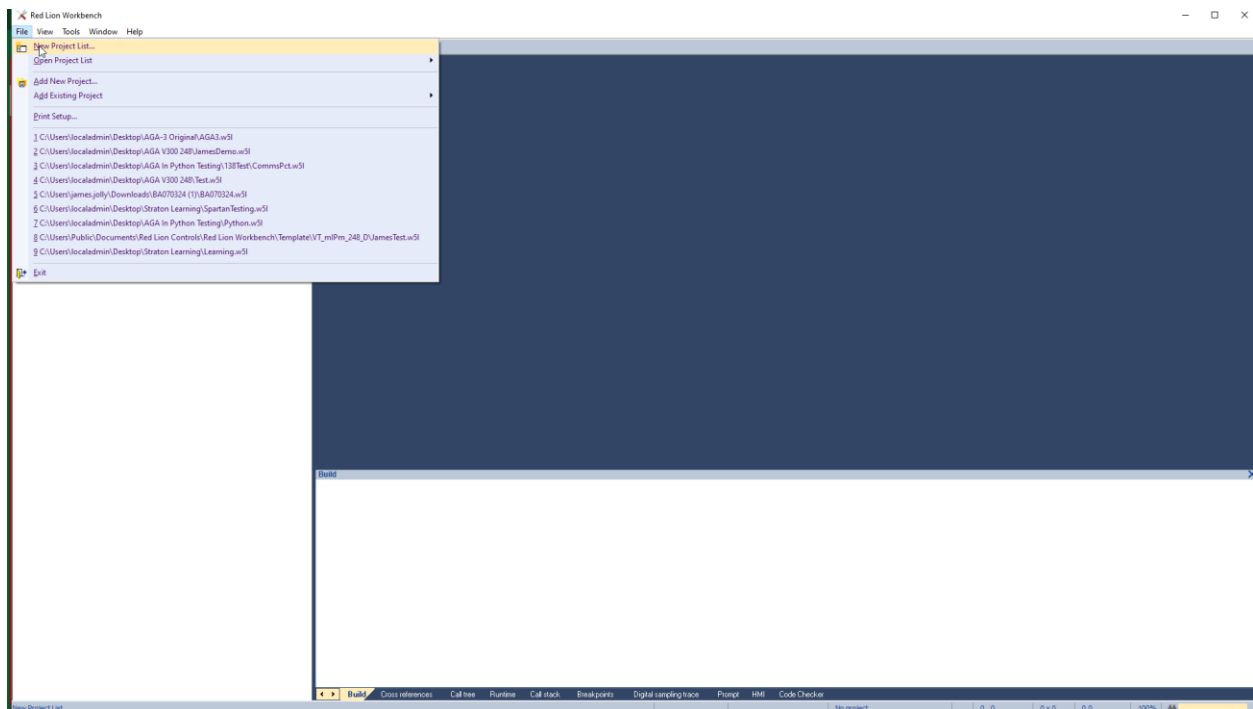 Red Lion Workbench
File View Tools Window Help
New Project List...
Open Project List
Add New Project...
Add Existing Project
Print Setup...
1 C:\Users\localadmin\Desktop\AGA-3 Original\AGA3.w5l
2 C:\Users\localadmin\Desktop\AGA V300 248\JamesDemo.w5l
3 C:\Users\localadmin\Desktop\AGA In Python Testing\138Test\CommsPct.w5l
4 C:\Users\localadmin\Desktop\AGA V300 248\Test.w5l
5 C:\Users\james.jolly\Downloads\BA070324 (1)\BA070324.w5l
6 C:\Users\localadmin\Desktop\Straton Learning\SpartanTesting.w5l
7 C:\Users\localadmin\Desktop\AGA In Python Testing\Python.w5l
8 C:\Users\Public\Documents\Red Lion Controls\Red Lion Workbench\Template\VT_mIPm_248_D\JamesTest.w5l
9 C:\Users\localadmin\Desktop\Straton Learning\Learning.w5l
Exit
Build
Build Cross references Call tree Runtime Call stack Breakpoints Digital sampling trace Prompt HMI Code Checker
New Project List No project 0 , 0 0 x 0 0,0 100%